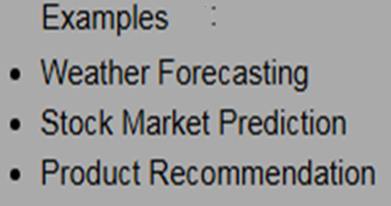 Examples :
• Weather Forecasting
• Stock Market Prediction
• Product Recommendation